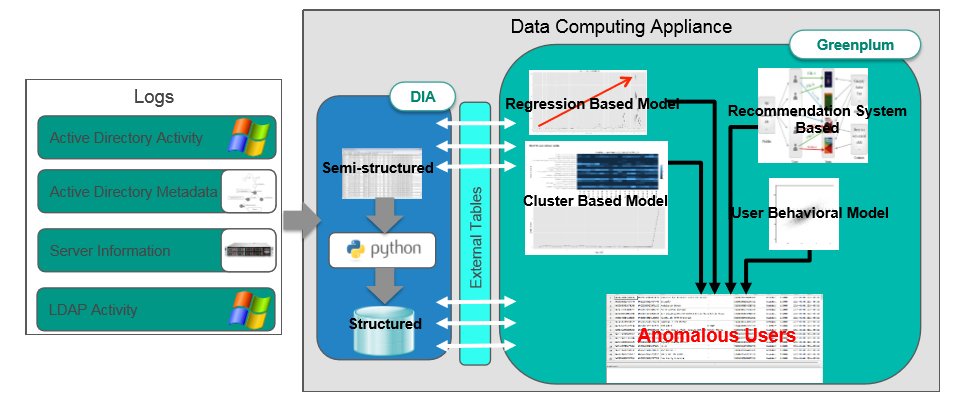 Data Computing Appliance
Greenplum
Logs
Active Directory Activity
Active Directory Metadata
Server Information
LDAP Activity
DIA
Semi-structured
python
Structured
External Tables
Regression Based Model
Cluster Based Model
Recommendation System
Based
User Behavioral Model
Anomalous Users